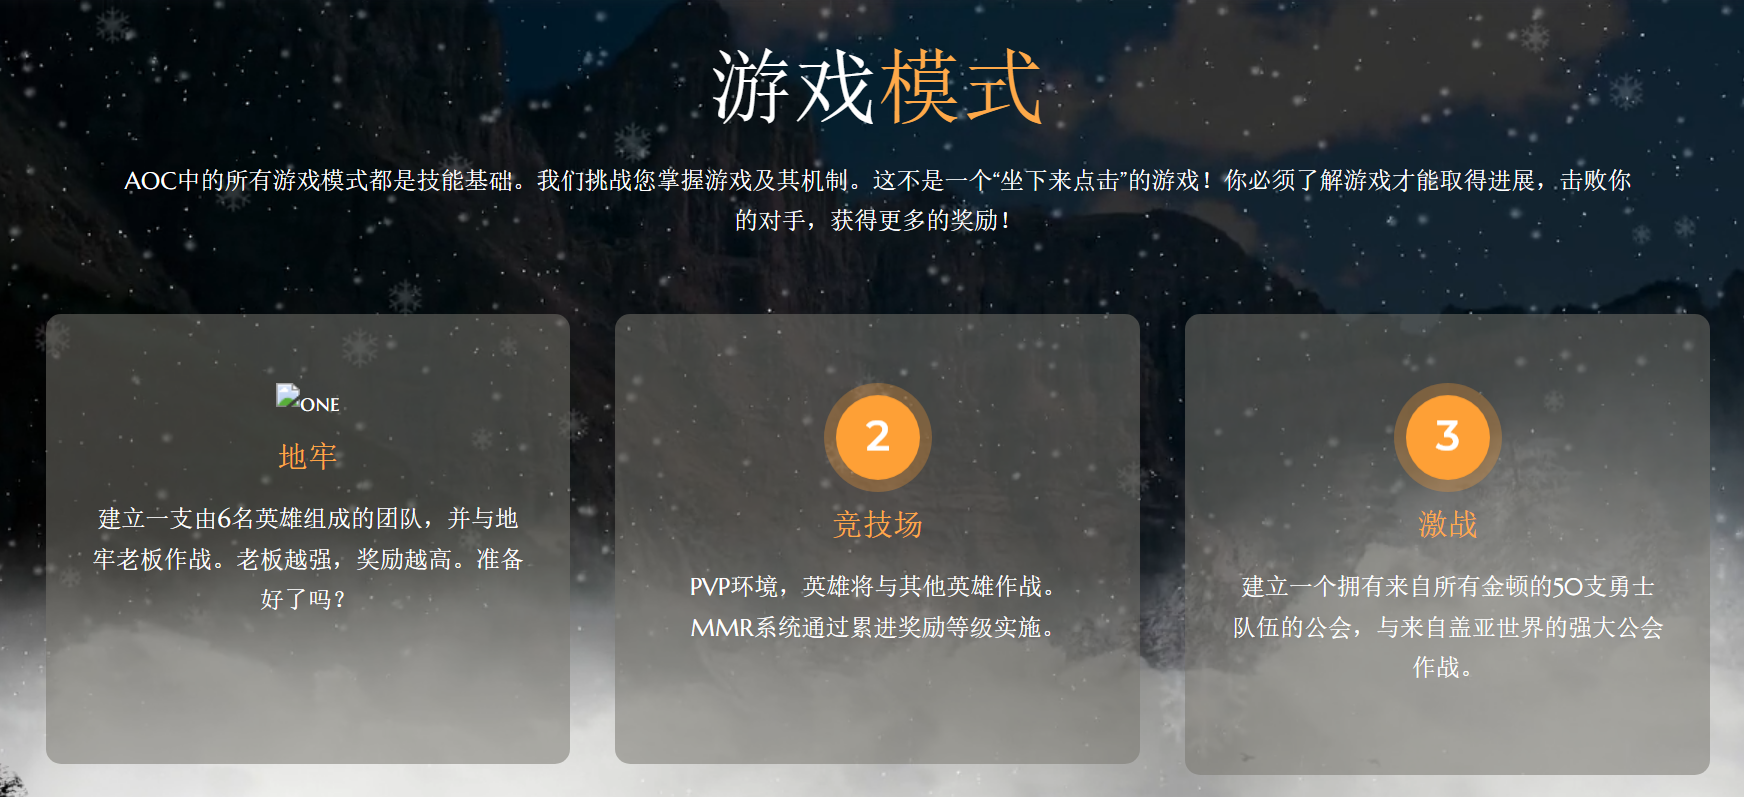 游戏模式
AOC中的所有游戏模式都是技能基础。我们挑战您掌握游戏及其机制。这不是一个“坐下来点击”的游戏！你必须了解游戏才能取得进展，击败你
的对手，获得更多的奖励！
ONE
地牢
建立一支由6名英雄组成的团队，并与地
牢老板作战。老板越强，奖励越高。准备
好了吗？
2
竞技场
PVP环境，英雄将与其他英雄作战。
MMR系统通过累进奖励等级实施。
3
激战
建立一个拥有来自所有金顿的50支勇士
队伍的公会，与来自盖亚世界的强大公会
作战。